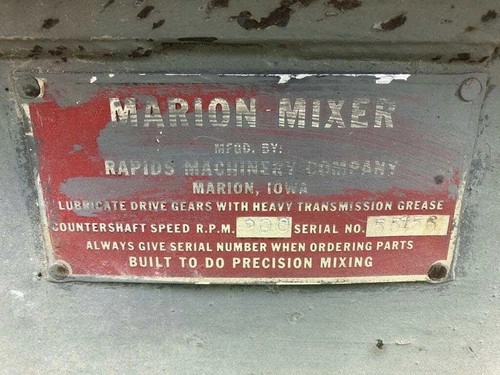 MARION MIXER
MFGD. BY:
RAPIDS MACHINERY COMPANY
MARION, IOWA
LUBRICATE DRIVE GEARS WITH HEAVY TRANSMISSION GREASE
COUNTERSHAFT SPEED R.P.M. 900 SERIAL NO.
ALWAYS GIVE SERIAL NUMBER WHEN ORDERING PARTS
BUILT TO DO PRECISION MIXING